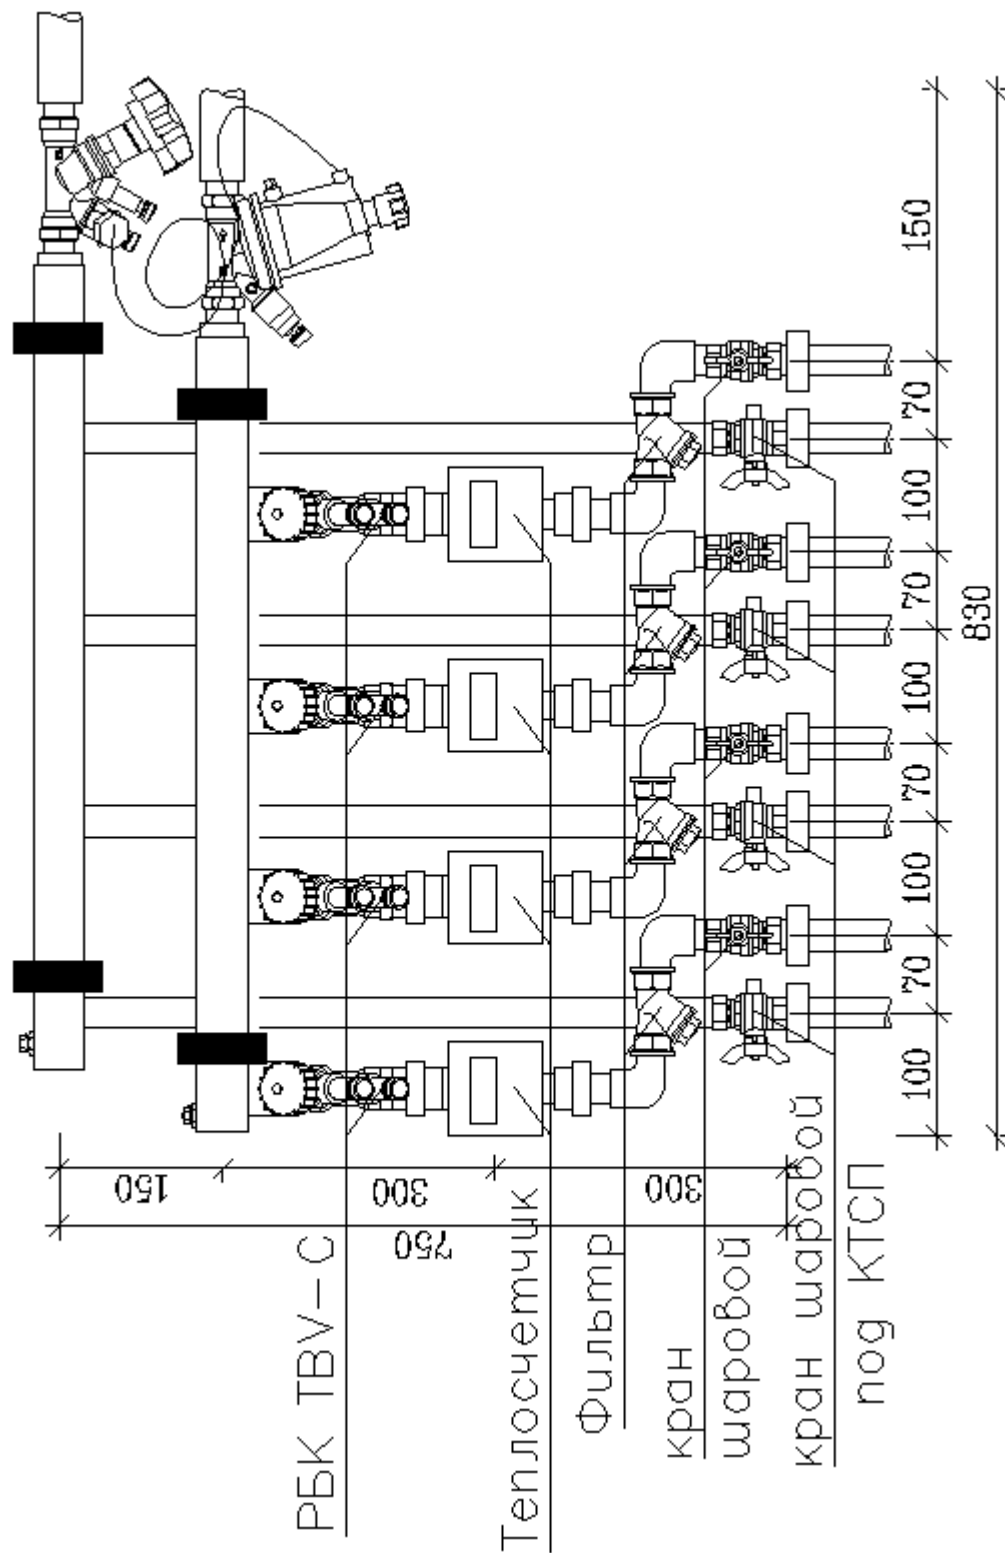 РБК TBV-C
Теплосчетчик
Фильтр
кран
шаровой
кран шаровой
под КТСП
150
300
300
750
100
70
100
70
100
70
100
70
150
830